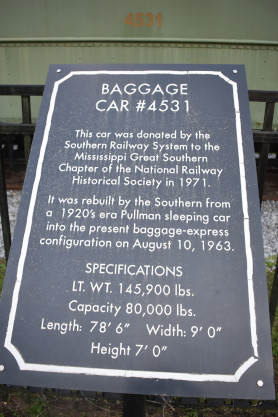 4531
BAGGAGE
CAR #4531
This car was donated by the
Southern Railway System to the
Mississippi Great Southern
Chapter of the National Railway
Historical Society in 1971.
It was rebuilt by the Southern from
a 1920's era Pullman sleeping car
into the present baggage-express
configuration on August 10, 1963.
SPECIFICATIONS
LT. WT. 145,900 lbs.
Capacity 80,000 lbs.
Length: 78' 6" Width: 9' 0"
Height 7' 0"